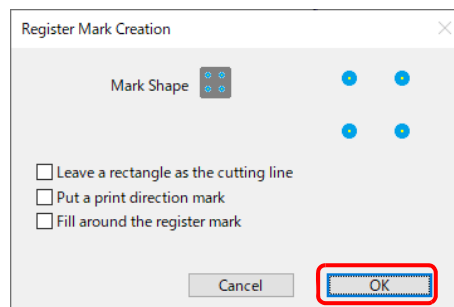 Register Mark Creation
Mark Shape
Leave a rectangle as the cutting line
Put a print direction mark
Fill around the register mark
Cancel
OK